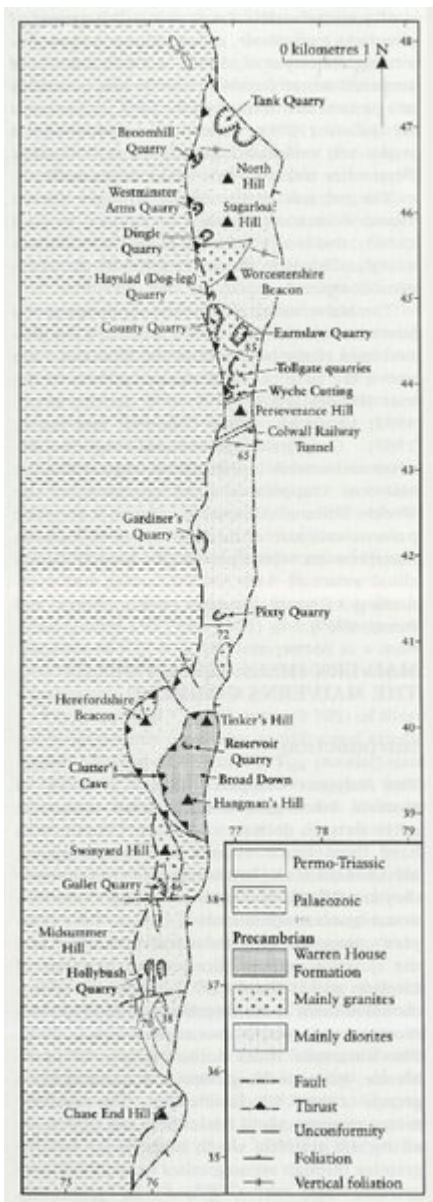 48
0 kilometres 1 N
Tank Quarry
47
Broomhill
Quarry
North
Hill
Westminster
Arms Quarry
Sugarloaf
Hill
46
Dingle
Quarry
Worcestershire
Beacon
Hayslad (Dog-leg)
Quarry
45
County Quarry
Earnslaw Quarry
55
Tollgate quarries
44
Wyche Cutting
Perseverance Hill
Colwall Railway
Tunnel
65
43
Gardiner's
Quarry
42
Pixty Quarry
72
41
Herefordshire
Beacon
Tinker's Hill
40
Reservoir
Quarry
Clutter's
Cave
Broad Down
Hangman's Hill
39
77
78
79
Swinyard Hill
Gullet Quarry
46
38
Midsummer
Hill
Hollybush
Quarry
37
36
Chase End Hill
35
75
76
Permo-Triassic
Palaeozoic
Precambrian
Warren House
Formation
Mainly granites
Mainly diorites
Fault
Thrust
Unconformity
Foliation
Vertical foliation